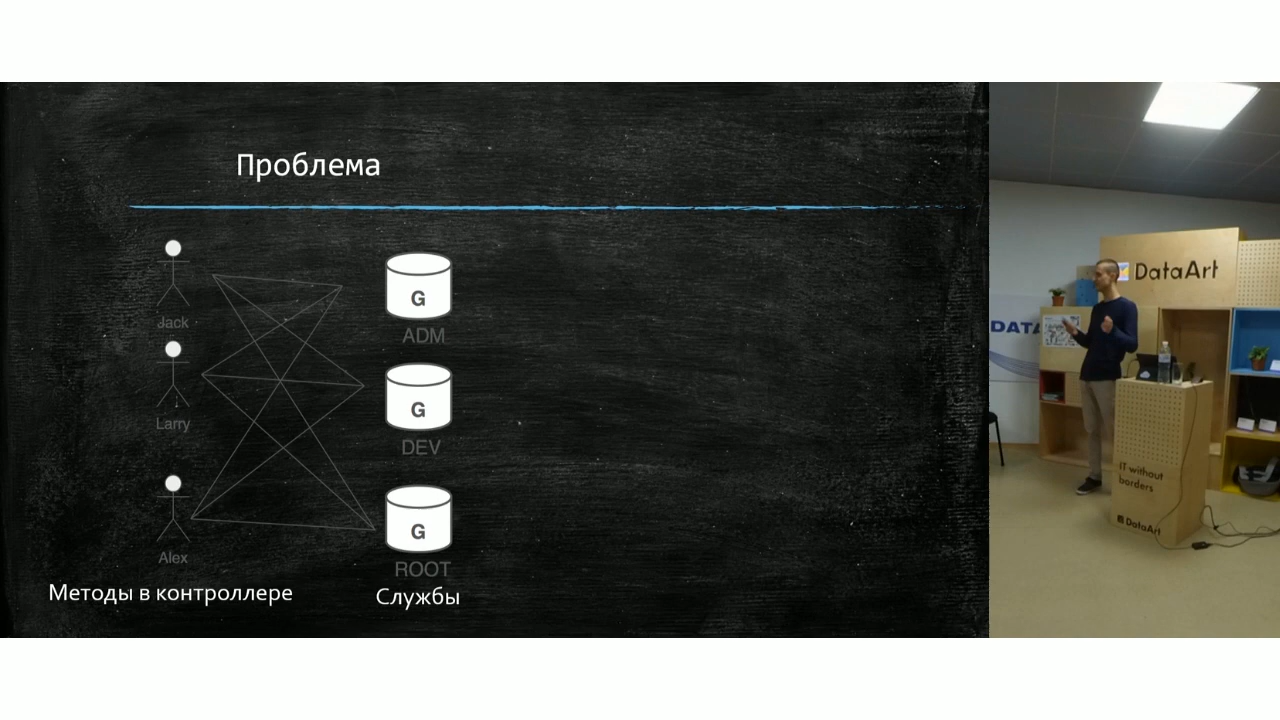 Проблема
Jack
G
ADM
Larry
G
DEV
Alex
G
ROOT
Методы в контроллере
Службы
DataArt
DATA
IT without
borders
DataArt